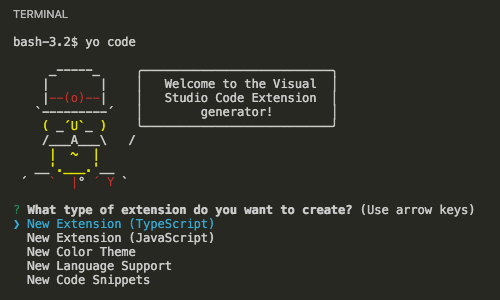 TERMINAL
bash-3.2$ yo code
Welcome to the Visual
Studio Code Extension
generator!
? What type of extension do you want to create? (Use arrow keys)
❯ New Extension (TypeScript)
New Extension (JavaScript)
New Color Theme
New Language Support
New Code Snippets